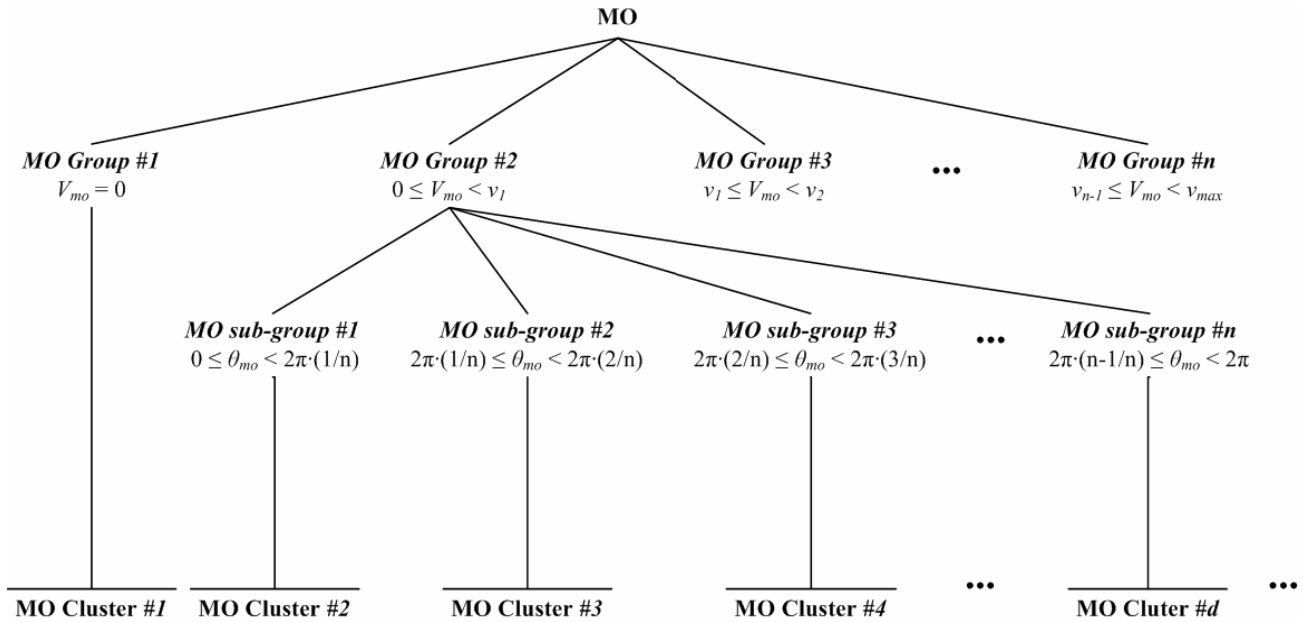 MO
MO Group #1
V_mo = 0
MO Group #2
0 ≤ V_mo < v_1
MO Group #3
v_1 ≤ V_mo < v_2
...
MO Group #n
v_n-1 ≤ V_mo < v_max
MO sub-group #1
0 ≤ θ_mo < 2π·(1/n)
MO sub-group #2
2π·(1/n) ≤ θ_mo < 2π·(2/n)
MO sub-group #3
2π·(2/n) ≤ θ_mo < 2π·(3/n)
...
MO sub-group #n
2π·(n-1/n) ≤ θ_mo < 2π
MO Cluster #1
MO Cluster #2
MO Cluster #3
MO Cluster #4
...
MO Cluter #d
...